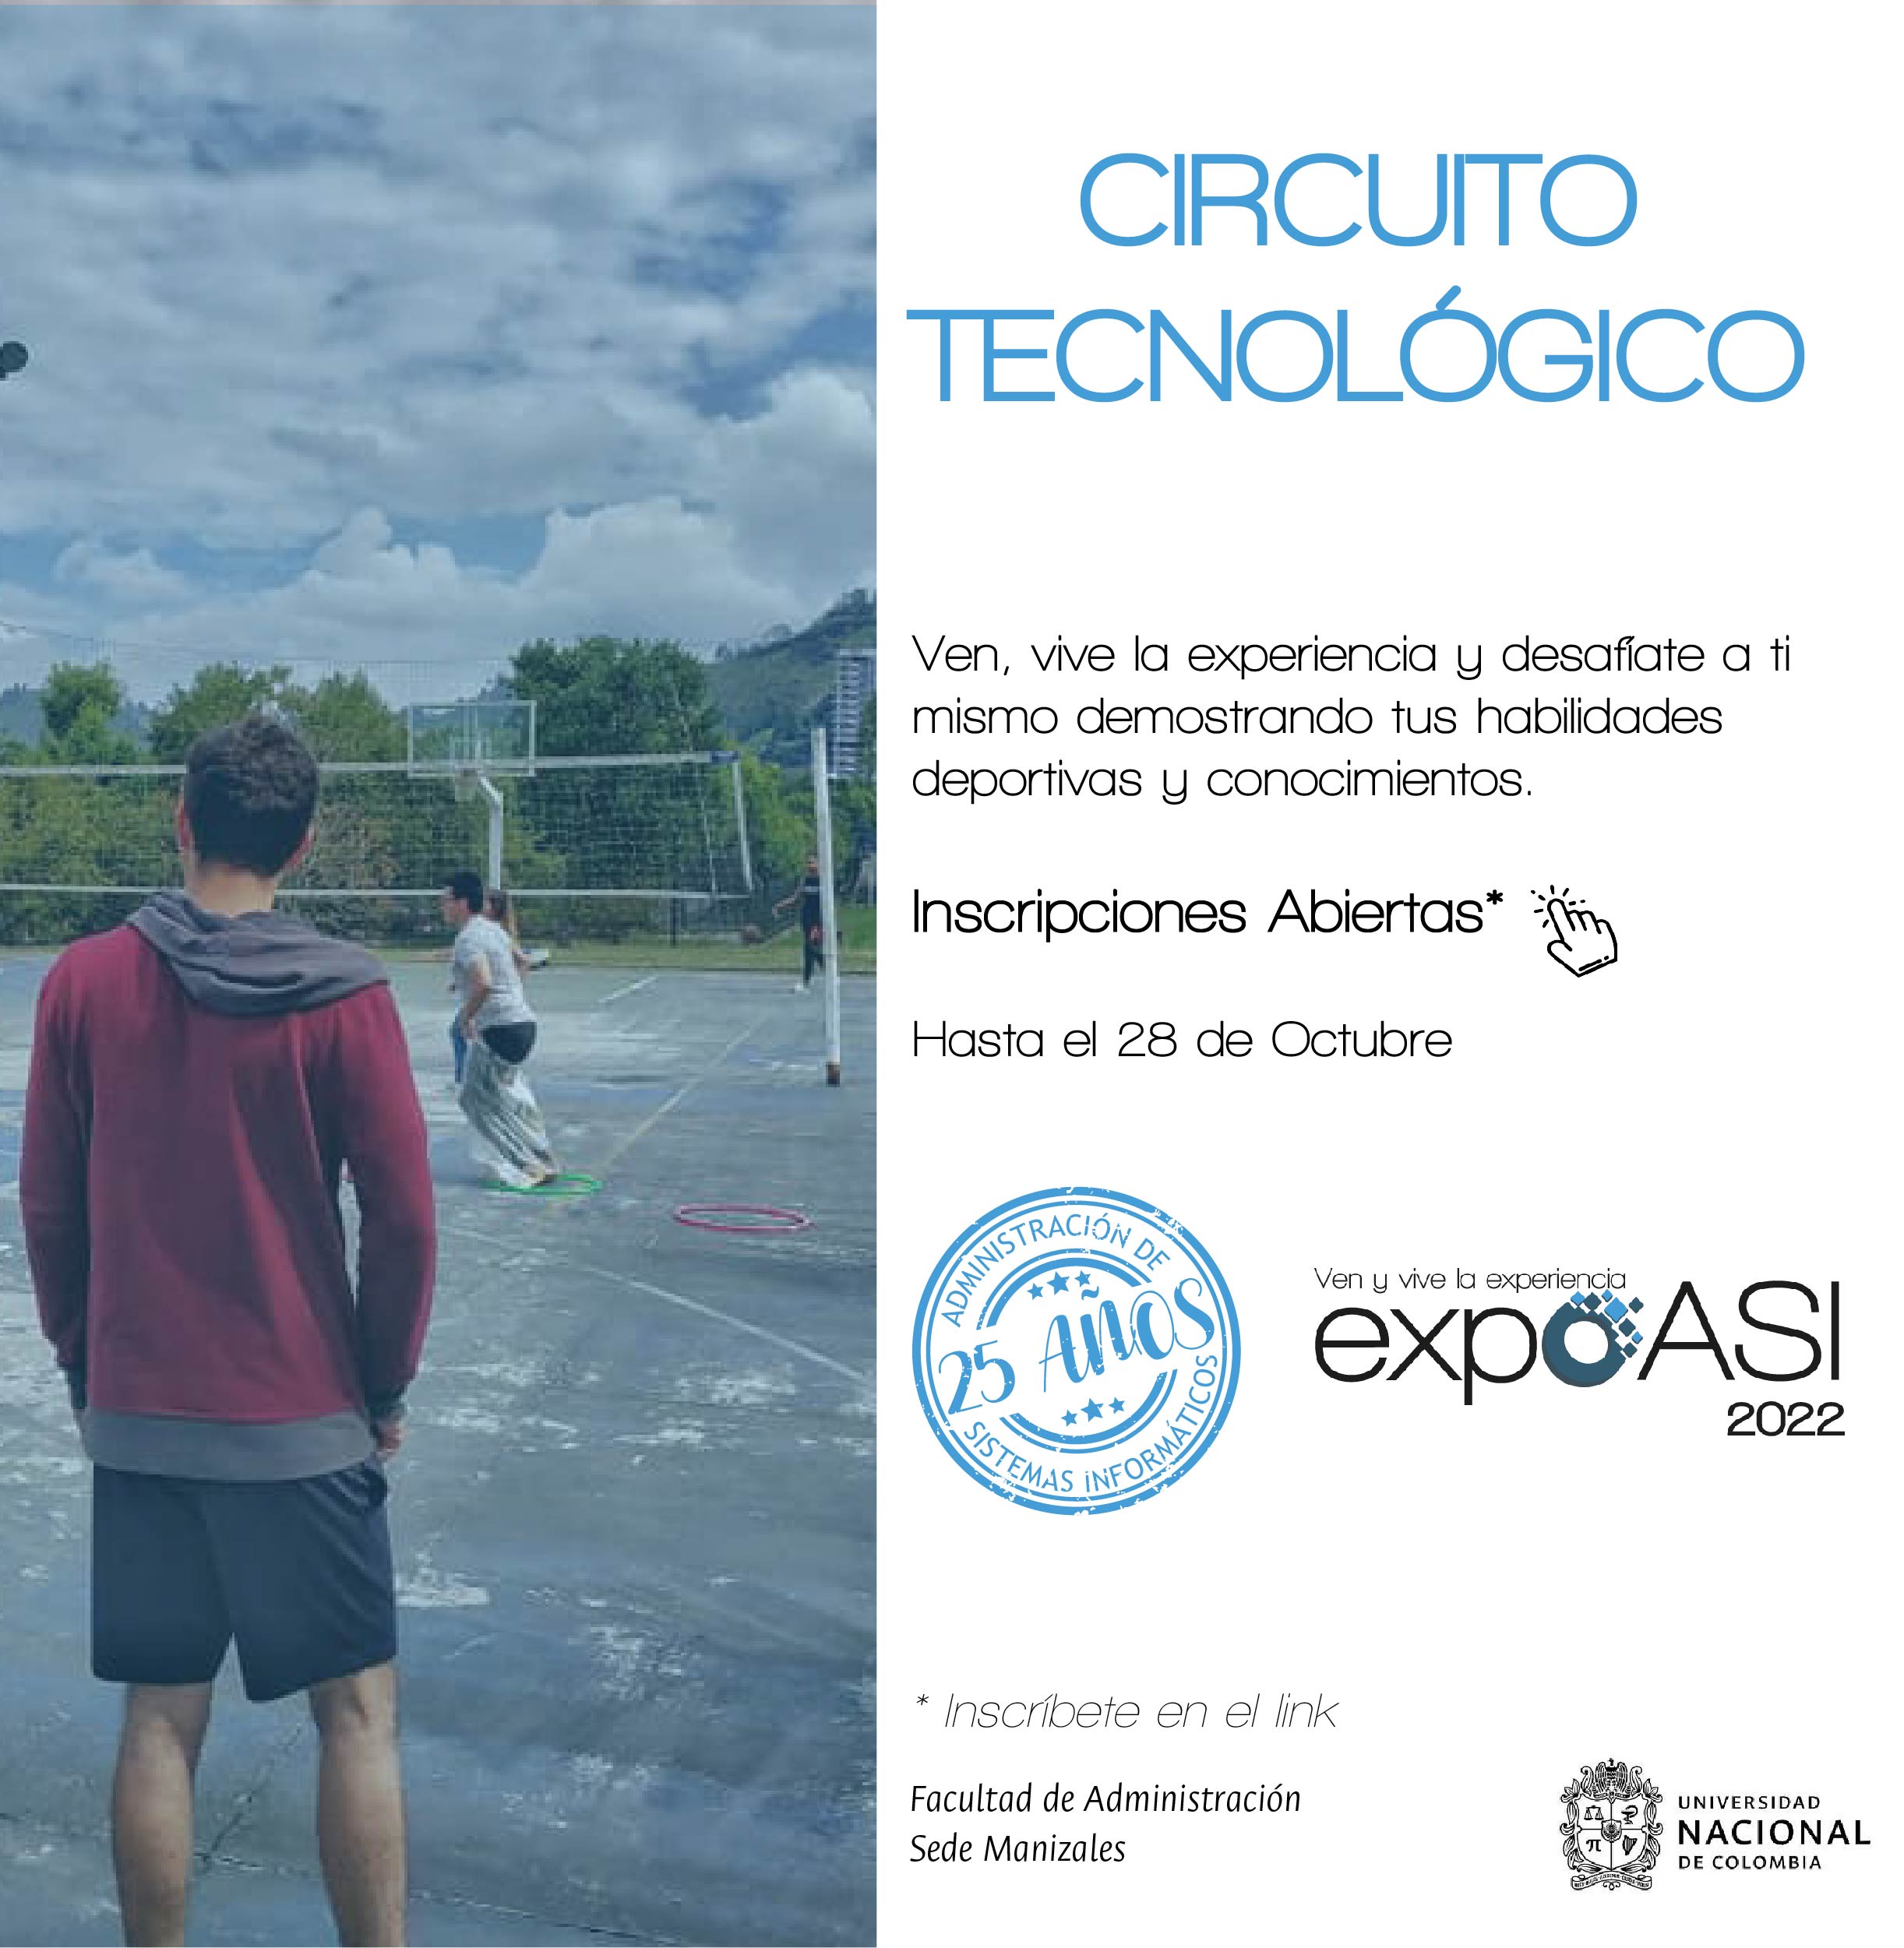 CIRCUITO
TECNOLÓGICO
Ven, vive la experiencia y desafíate a ti
mismo demostrando tus habilidades
deportivas y conocimientos.
Inscripciones Abiertas*
Hasta el 28 de Octubre
ADMINISTRACIÓN DE
25 AÑOS
SISTEMAS INFORMÁTICOS
Ven y vive la experiencia
expoASI
2022
* Inscríbete en el link
Facultad de Administración
Sede Manizales
UNIVERSIDAD
NACIONAL
DE COLOMBIA